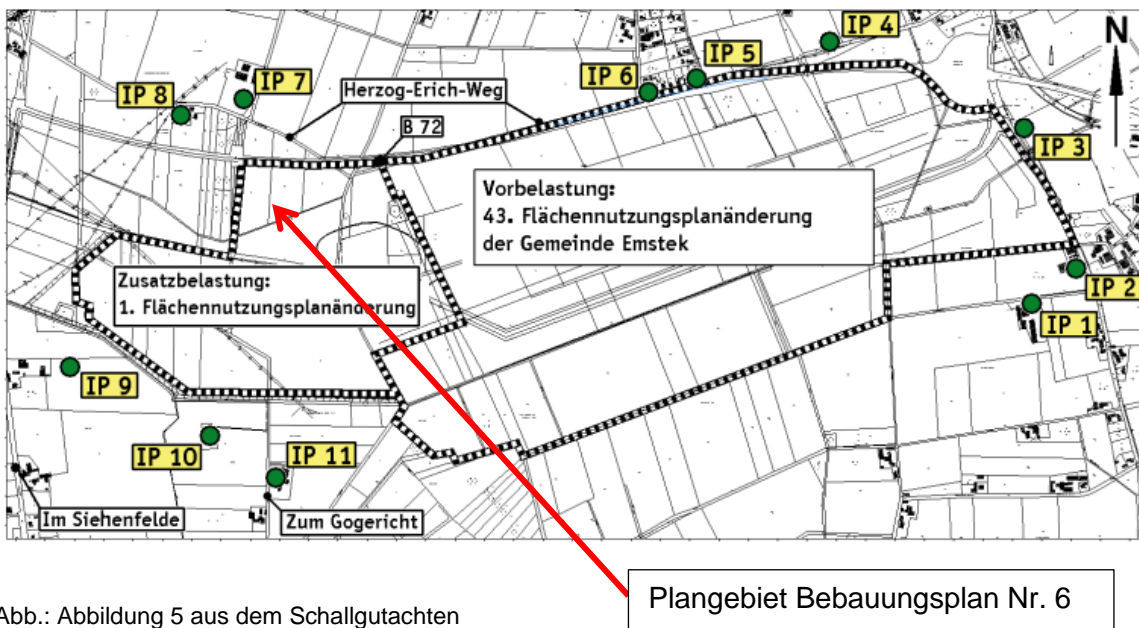 IP 4
N
IP 5
IP 7
IP 6
Herzog-Erich-Weg
IP 8
B 72
IP 3
Vorbelastung:
43. Flächennutzungsplanänderung
der Gemeinde Emstek
Zusatzbelastung:
1. Flächennutzungsplanänderung
IP 2
IP 1
IP 9
IP 10
IP 11
Im Siehenfelde
Zum Gogericht
Plangebiet Bebauungsplan Nr. 6
Abb.: Abbildung 5 aus dem Schallgutachten